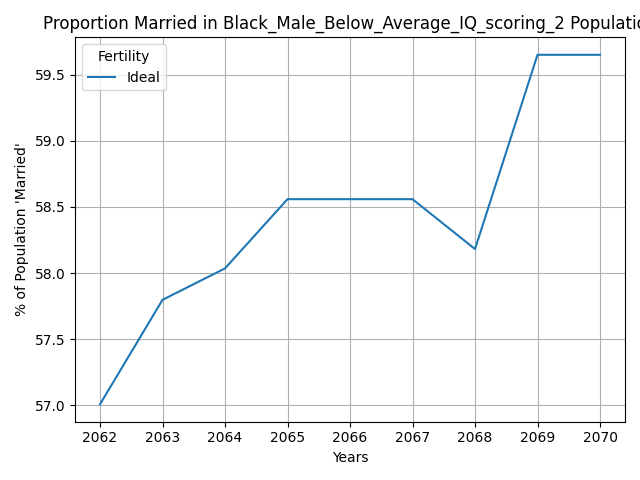 Proportion Married in Black_Male_Below_Average_IQ_scoring_2 Populatio
Fertility
Ideal
% of Population 'Married'
59.5
59.0
58.5
58.0
57.5
57.0
2062 2063 2064 2065 2066 2067 2068 2069 2070
Years